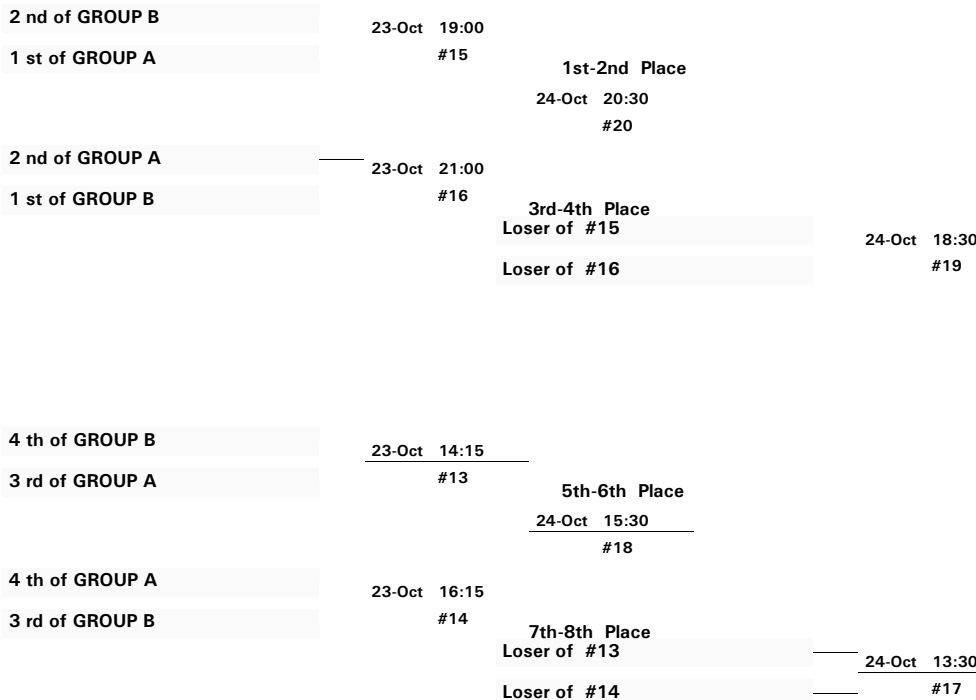 2 nd of GROUP B
23-Oct 19:00
1 st of GROUP A
#15
1st-2nd Place
24-Oct 20:30
#20
2 nd of GROUP A
23-Oct 21:00
1 st of GROUP B
#16
3rd-4th Place
Loser of #15
24-Oct 18:30
Loser of #16
#19
4 th of GROUP B
23-Oct 14:15
3 rd of GROUP A
#13
5th-6th Place
24-Oct 15:30
#18
4 th of GROUP A
23-Oct 16:15
3 rd of GROUP B
#14
7th-8th Place
Loser of #13
24-Oct 13:30
Loser of #14
#17